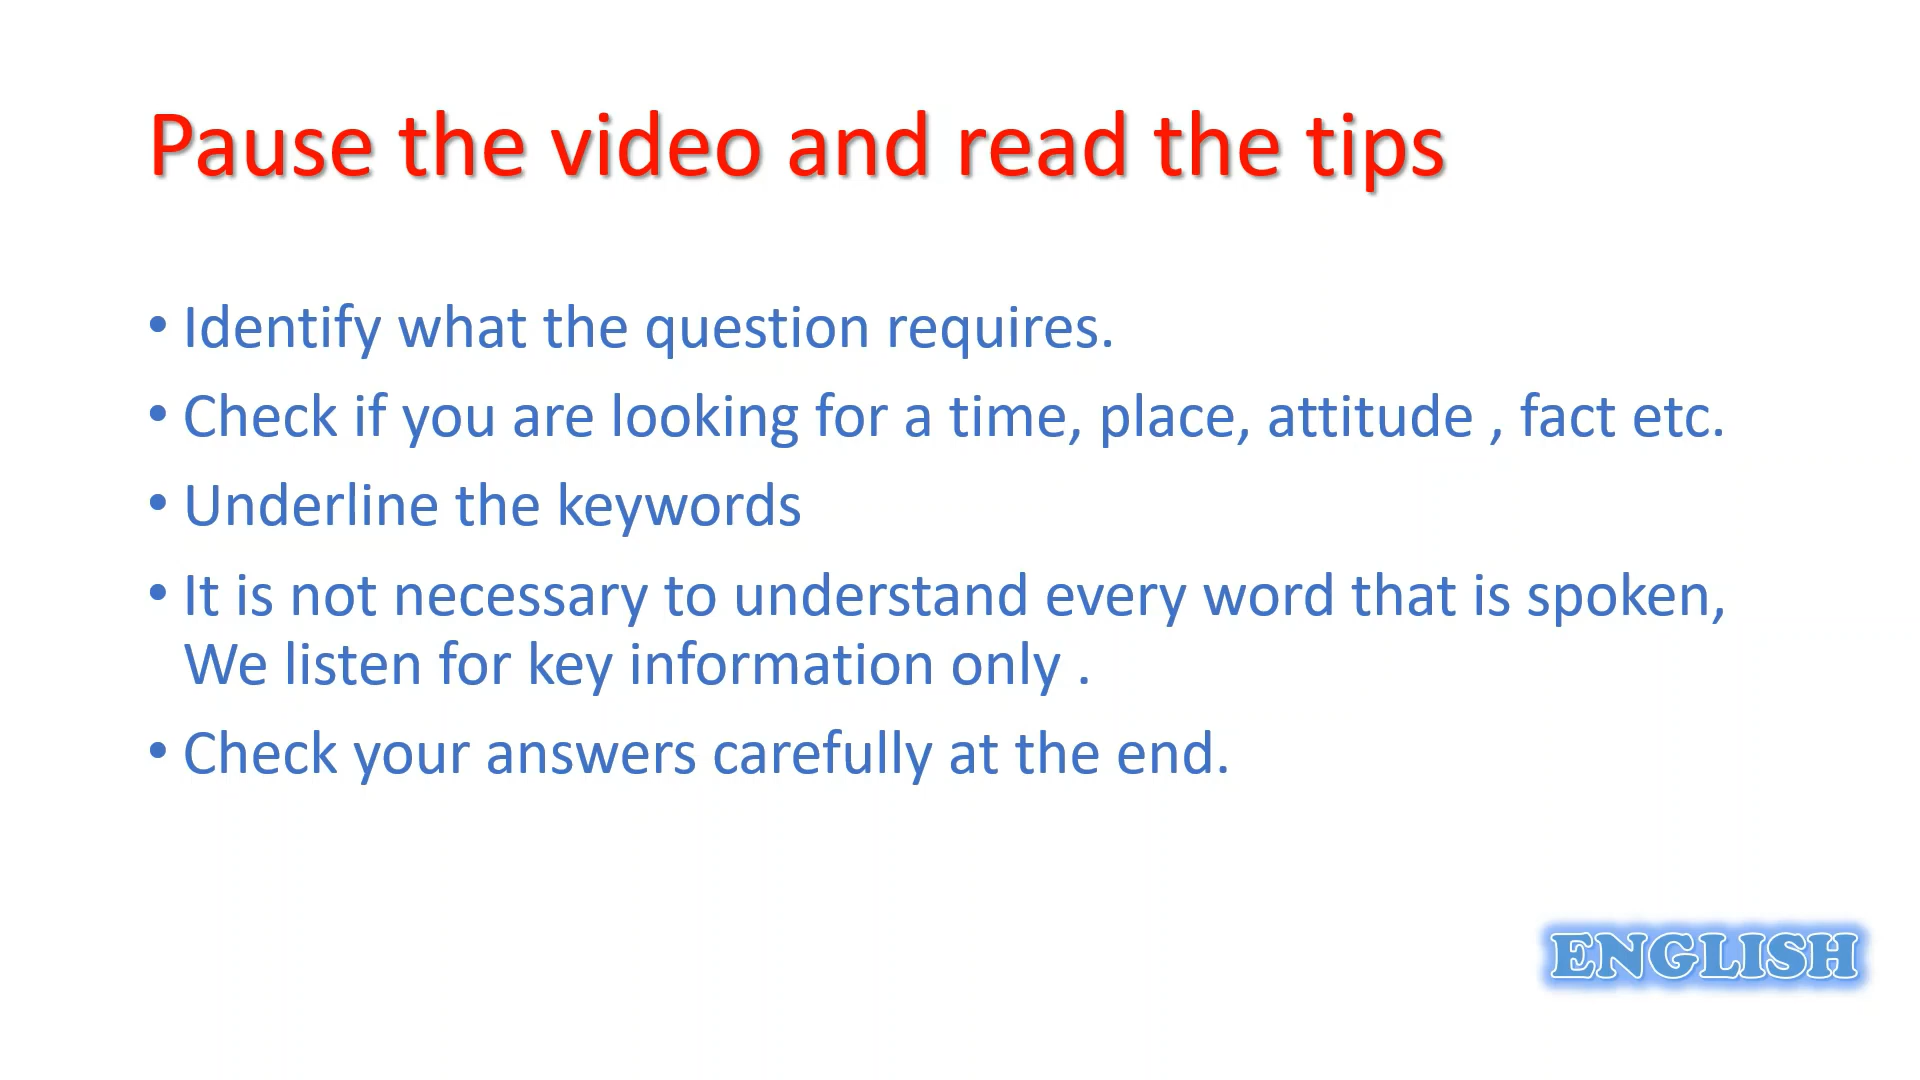 Pause the video and read the tips
• Identify what the question requires.
• Check if you are looking for a time, place, attitude , fact etc.
• Underline the keywords
• It is not necessary to understand every word that is spoken,
We listen for key information only .
• Check your answers carefully at the end.
ENGLISH